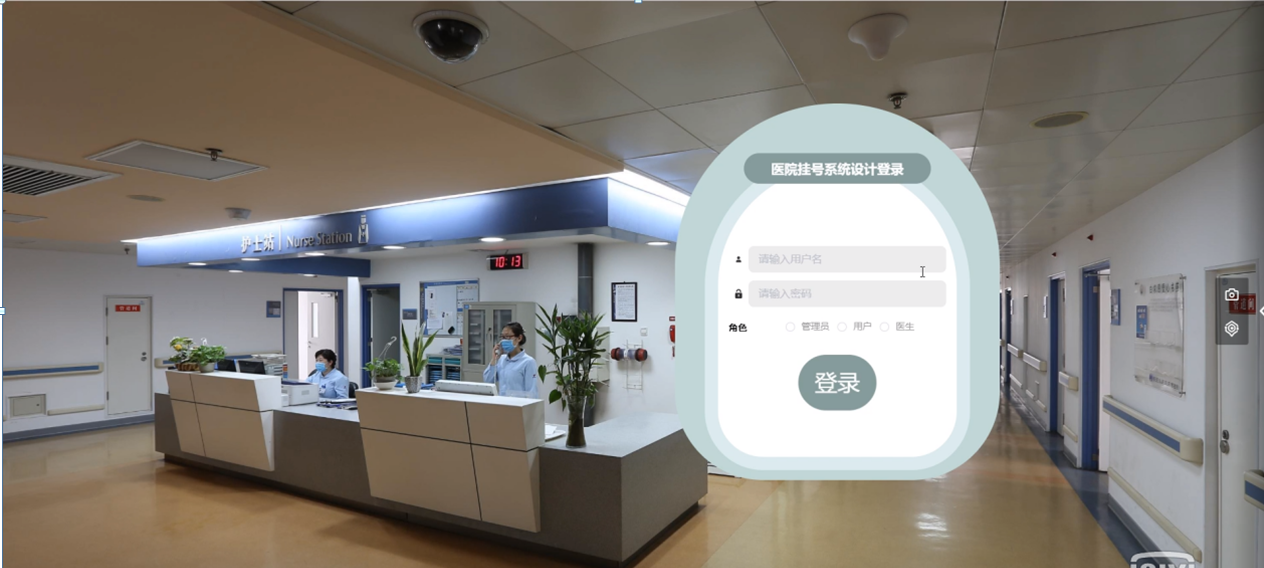 护士站 Nurse Station
10:13
医院挂号系统设计登录
请输入用户名
请输入密码
角色 管理员 用户 医生
登录